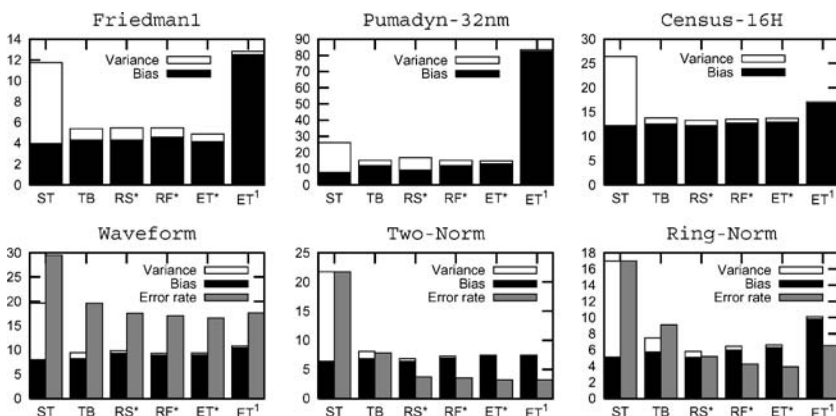 Friedman1
14
12
10
8
6
4
2
0
Variance
Bias
ST TB RS* RF* ET* ET¹
Pumadyn-32nm
90
80
70
60
50
40
30
20
10
0
Variance
Bias
ST TB RS* RF* ET* ET¹
Census-16H
30
25
20
15
10
5
0
Variance
Bias
ST TB RS* RF* ET* ET¹
Waveform
30
25
20
15
10
5
0
Variance
Bias
Error rate
ST TB RS* RF* ET* ET¹
Two-Norm
25
20
15
10
5
0
Variance
Bias
Error rate
ST TB RS* RF* ET* ET¹
Ring-Norm
18
16
14
12
10
8
6
4
2
0
Variance
Bias
Error rate
ST TB RS* RF* ET* ET¹